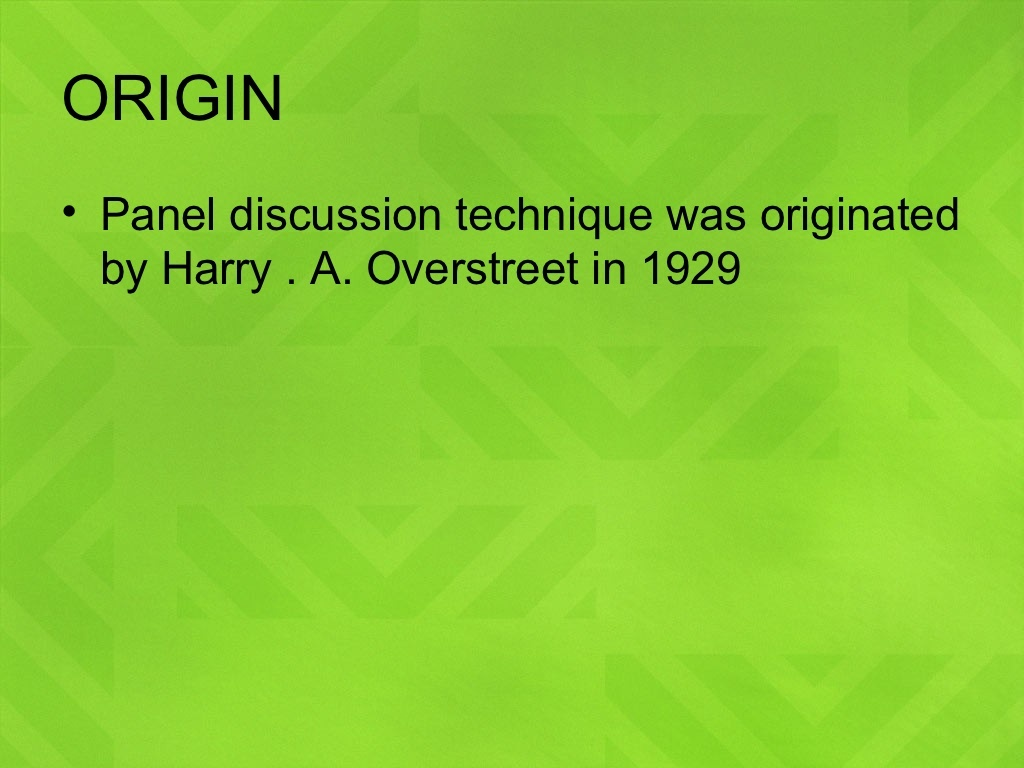 ORIGIN
• Panel discussion technique was originated
by Harry . A. Overstreet in 1929